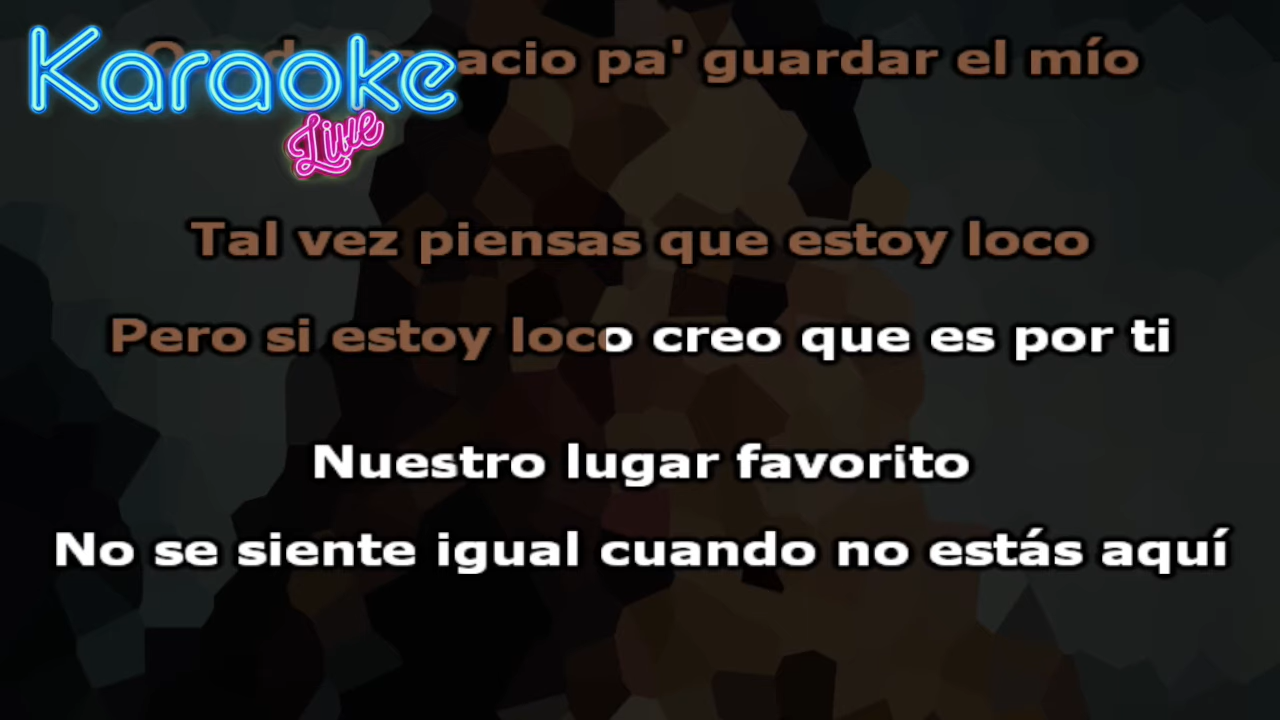 Karaoke
Live
acio pa' guardar el mío
Tal vez piensas que estoy loco
Pero si estoy loco creo que es por ti
Nuestro lugar favorito
No se siente igual cuando no estás aquí